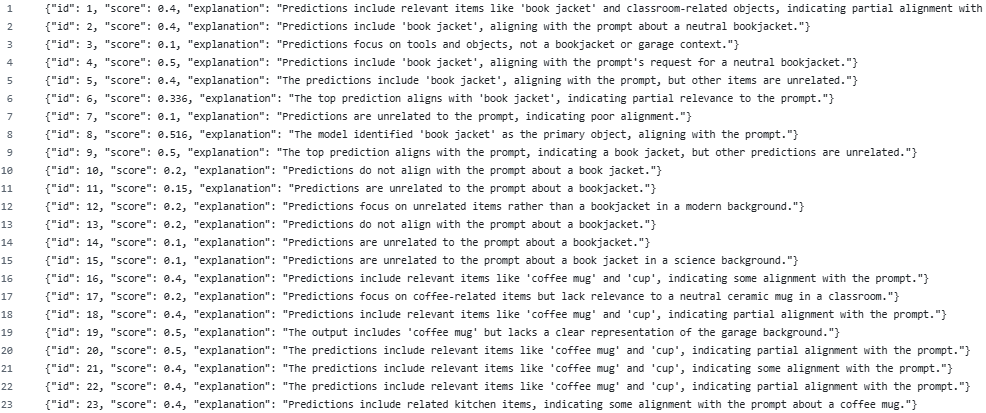 1 {"id": 1, "score": 0.4, "explanation": "Predictions include relevant items like 'book jacket' and classroom-related objects, indicating partial alignment with
2 {"id": 2, "score": 0.4, "explanation": "Predictions include 'book jacket', aligning with the prompt about a neutral bookjacket."}
3 {"id": 3, "score": 0.1, "explanation": "Predictions focus on tools and objects, not a bookjacket or garage context."}
4 {"id": 4, "score": 0.5, "explanation": "Predictions include 'book jacket', aligning with the prompt's request for a neutral bookjacket."}
5 {"id": 5, "score": 0.4, "explanation": "The predictions include 'book jacket', aligning with the prompt, but other items are unrelated."}
6 {"id": 6, "score": 0.336, "explanation": "The top prediction aligns with 'book jacket', indicating partial relevance to the prompt."}
7 {"id": 7, "score": 0.1, "explanation": "Predictions are unrelated to the prompt, indicating poor alignment."}
8 {"id": 8, "score": 0.516, "explanation": "The model identified 'book jacket' as the primary object, aligning with the prompt."}
9 {"id": 9, "score": 0.5, "explanation": "The top prediction aligns with the prompt, indicating a book jacket, but other predictions are unrelated."}
10 {"id": 10, "score": 0.2, "explanation": "Predictions do not align with the prompt about a book jacket."}
11 {"id": 11, "score": 0.15, "explanation": "Predictions are unrelated to the prompt about a bookjacket."}
12 {"id": 12, "score": 0.2, "explanation": "Predictions focus on unrelated items rather than a bookjacket in a modern background."}
13 {"id": 13, "score": 0.2, "explanation": "Predictions do not align with the prompt about a bookjacket."}
14 {"id": 14, "score": 0.1, "explanation": "Predictions are unrelated to the prompt about a bookjacket."}
15 {"id": 15, "score": 0.1, "explanation": "Predictions are unrelated to the prompt about a book jacket in a science background."}
16 {"id": 16, "score": 0.4, "explanation": "Predictions include relevant items like 'coffee mug' and 'cup', indicating some alignment with the prompt."}
17 {"id": 17, "score": 0.2, "explanation": "Predictions focus on coffee-related items but lack relevance to a neutral ceramic mug in a classroom."}
18 {"id": 18, "score": 0.4, "explanation": "Predictions include relevant items like 'coffee mug' and 'cup', indicating partial alignment with the prompt."}
19 {"id": 19, "score": 0.5, "explanation": "The output includes 'coffee mug' but lacks a clear representation of the garage background."}
20 {"id": 20, "score": 0.5, "explanation": "The predictions include relevant items like 'coffee mug' and 'cup', indicating partial alignment with the prompt."}
21 {"id": 21, "score": 0.4, "explanation": "The predictions include relevant items like 'coffee mug' and 'cup', indicating some alignment with the prompt."}
22 {"id": 22, "score": 0.4, "explanation": "The predictions include relevant items like 'coffee mug' and 'cup', indicating partial alignment with the prompt."}
23 {"id": 23, "score": 0.4, "explanation": "Predictions include related kitchen items, indicating some alignment with the prompt about a coffee mug."}